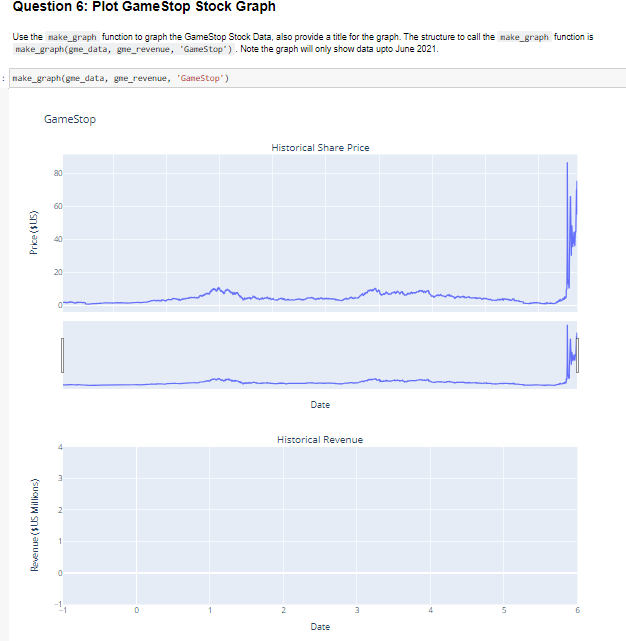 Question 6: Plot GameStop Stock Graph
Use the make_graph function to graph the GameStop Stock Data, also provide a title for the graph. The structure to call the make_graph function is
make_graph(gme_data, gme_revenue, 'GameStop') . Note the graph will only show data upto June 2021.
: make_graph(gme_data, gme_revenue, 'GameStop')
GameStop
Historical Share Price
80
60
40
20
0
Price ($US)
Date
Historical Revenue
4
3
2
1
0
−1
Revenue ($US Millions)
−1 0 1 2 3 4 5 6
Date